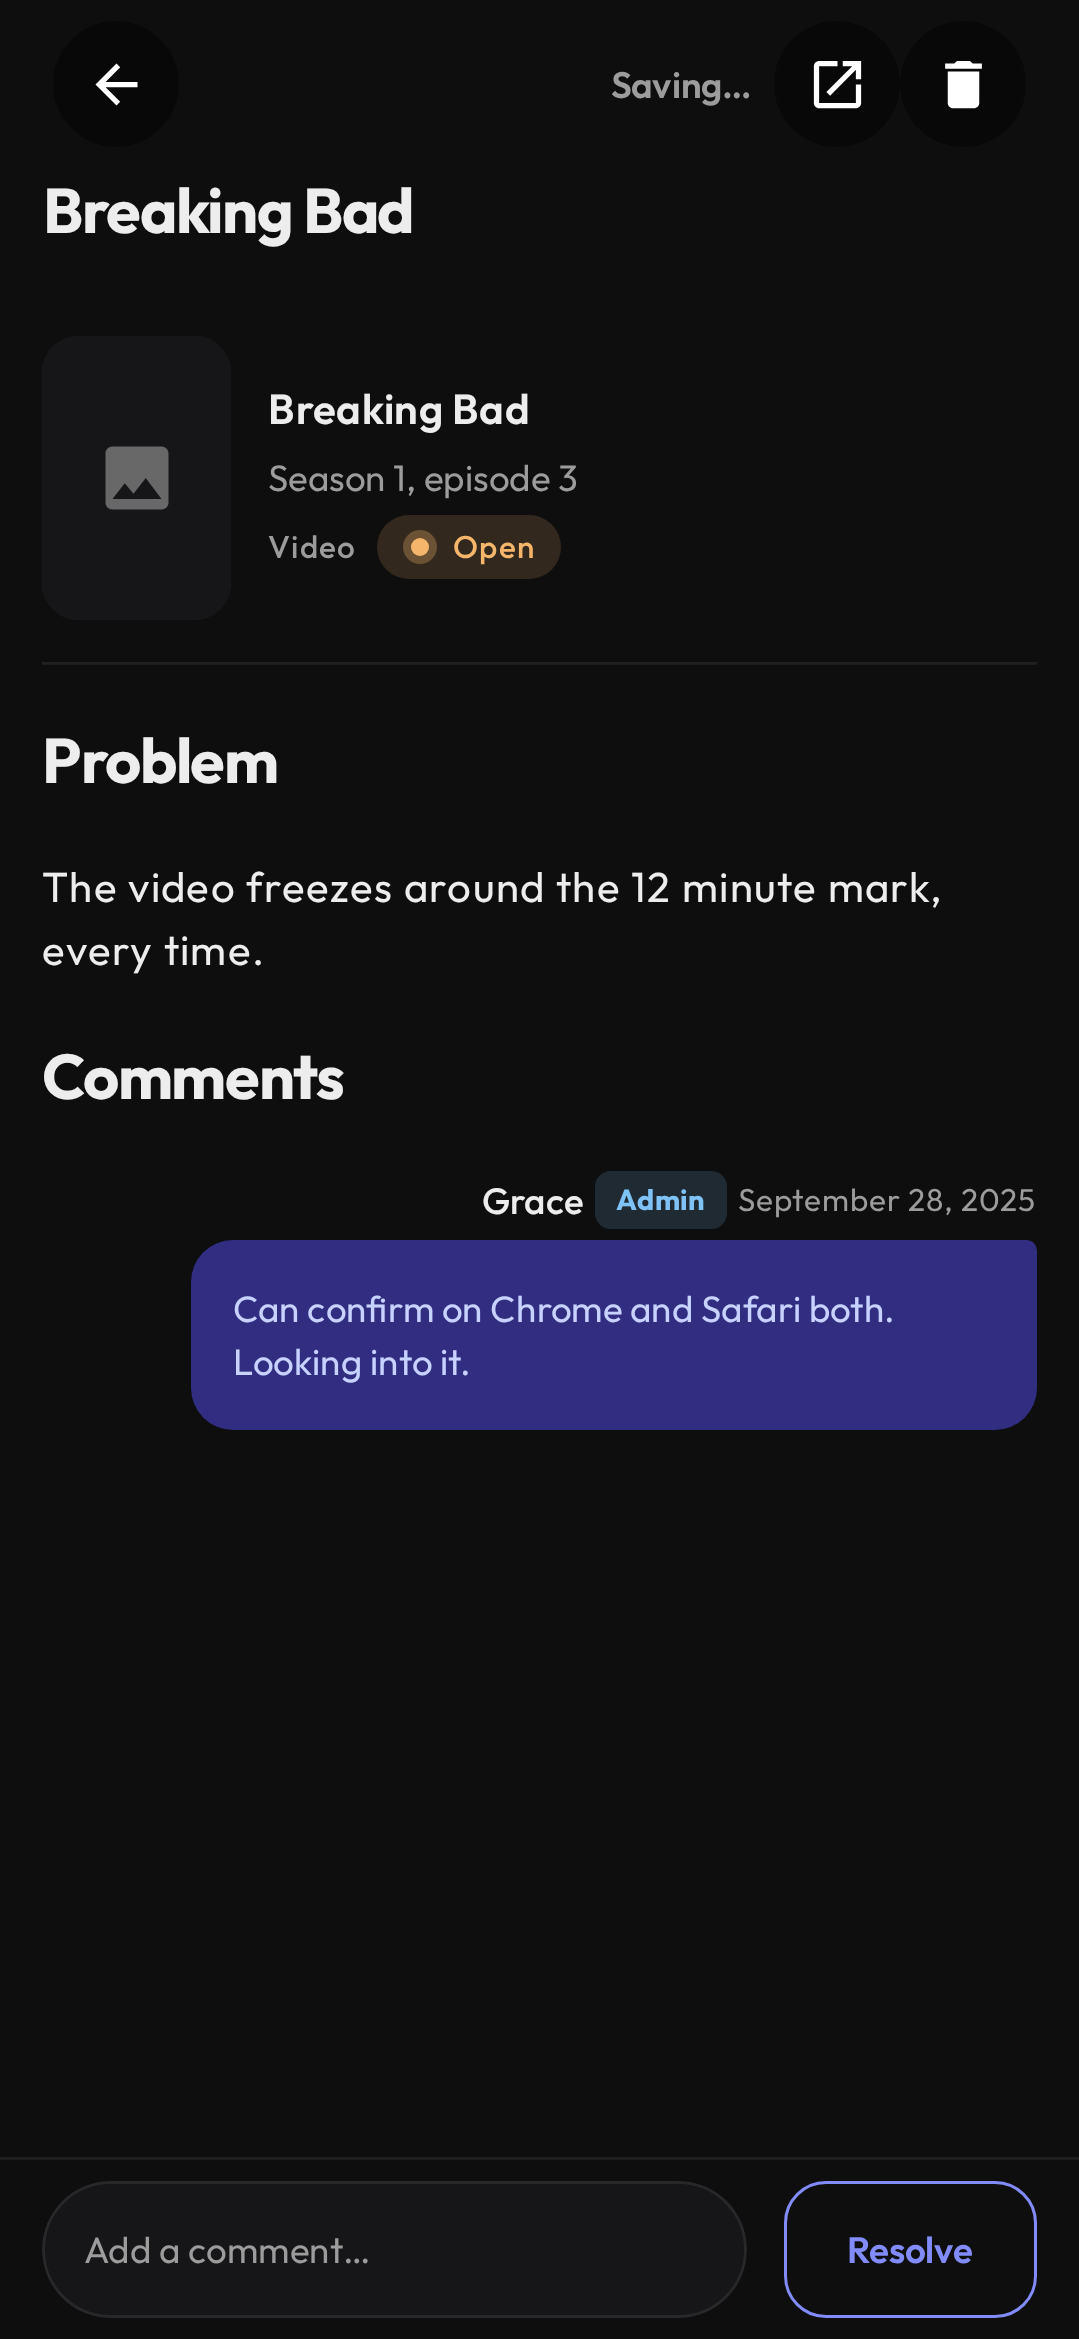 Saving...
Breaking Bad
Breaking Bad
Season 1, episode 3
Video
Open
Problem
The video freezes around the 12 minute mark,
every time.
Comments
Grace Admin September 28, 2025
Can confirm on Chrome and Safari both.
Looking into it.
Add a comment...
Resolve